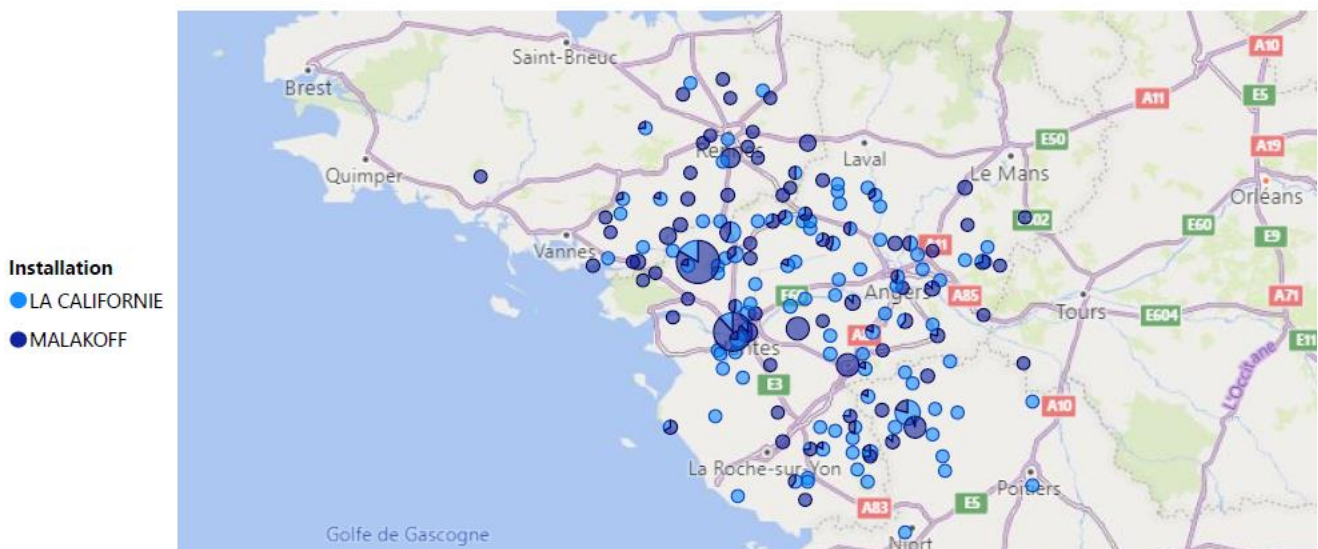 Installation
LA CALIFORNIE
MALAKOFF
A10
Saint-Brieuc
Brest
E5
A11
E50
A19
Laval
Quimper
Le Mans
Orléans
E60
E9
Vannes
A71
Angers
A85
Tours
E604
E11
E3
A10
L'Occitane
La Roche-sur-Yon
Poitiers
A83
E5
Golfe de Gascogne
Niort